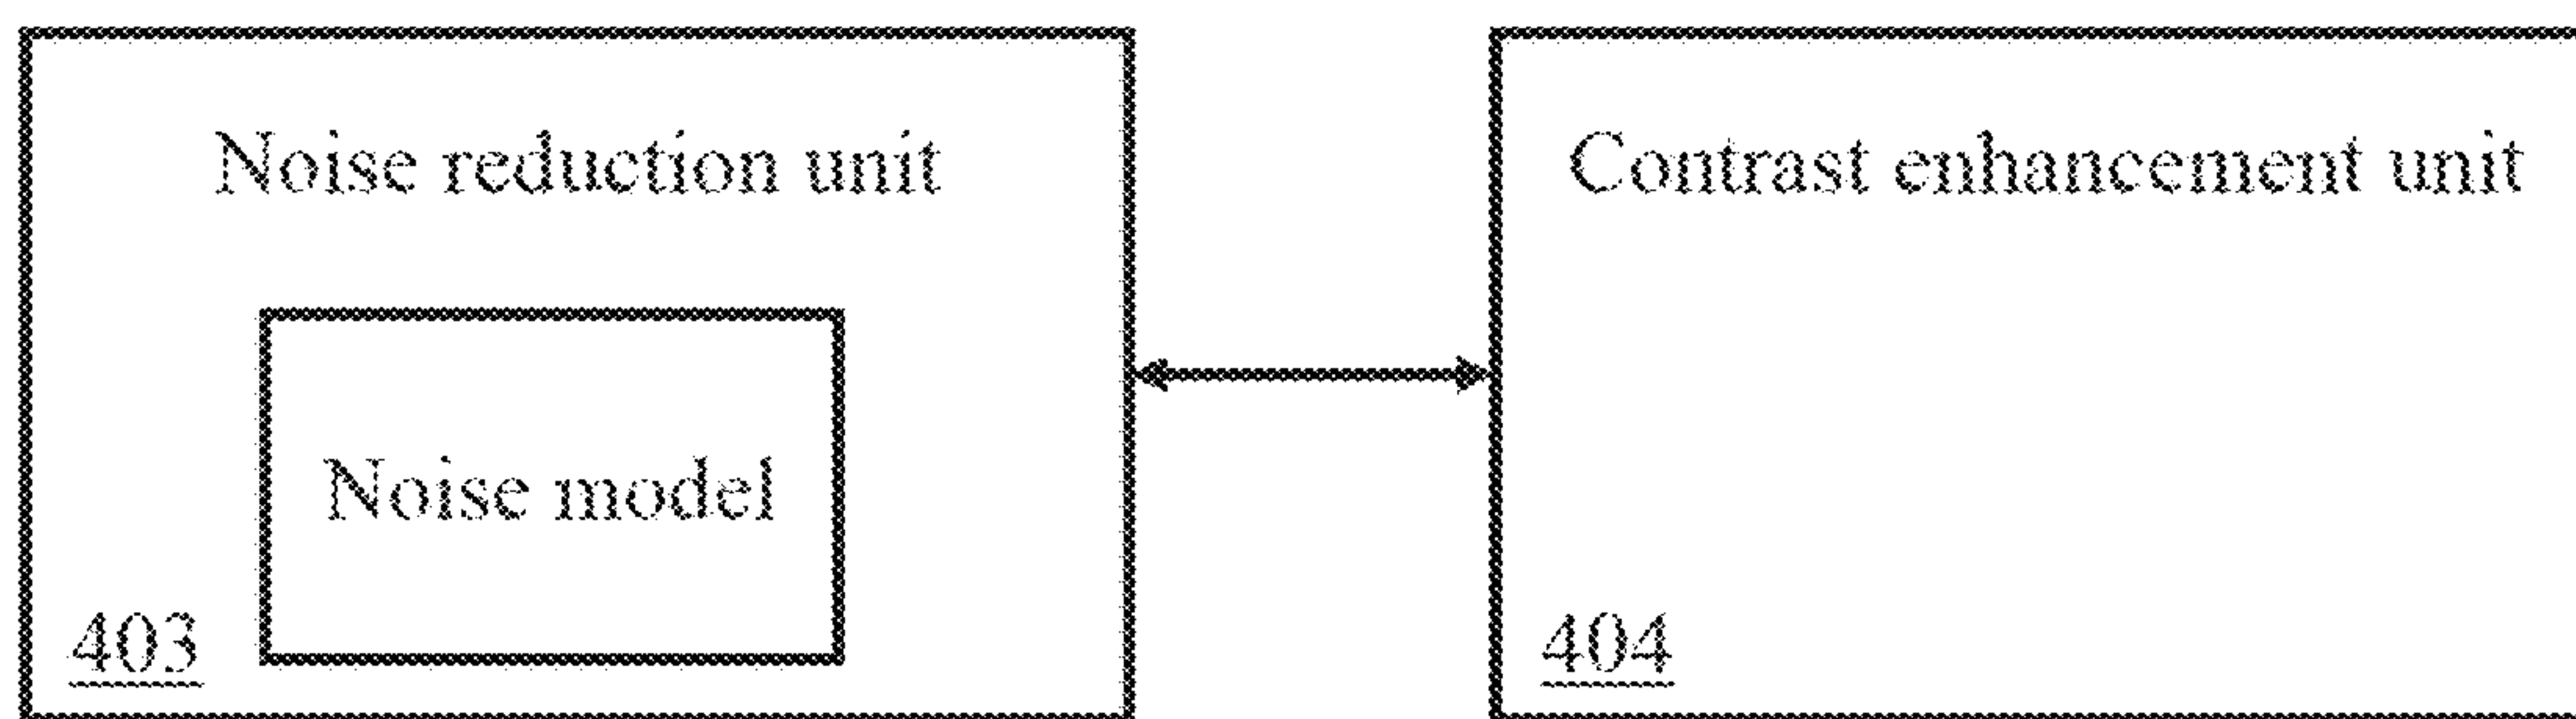 Noise reduction unit
Noise model
403
Contrast enhancement unit
404